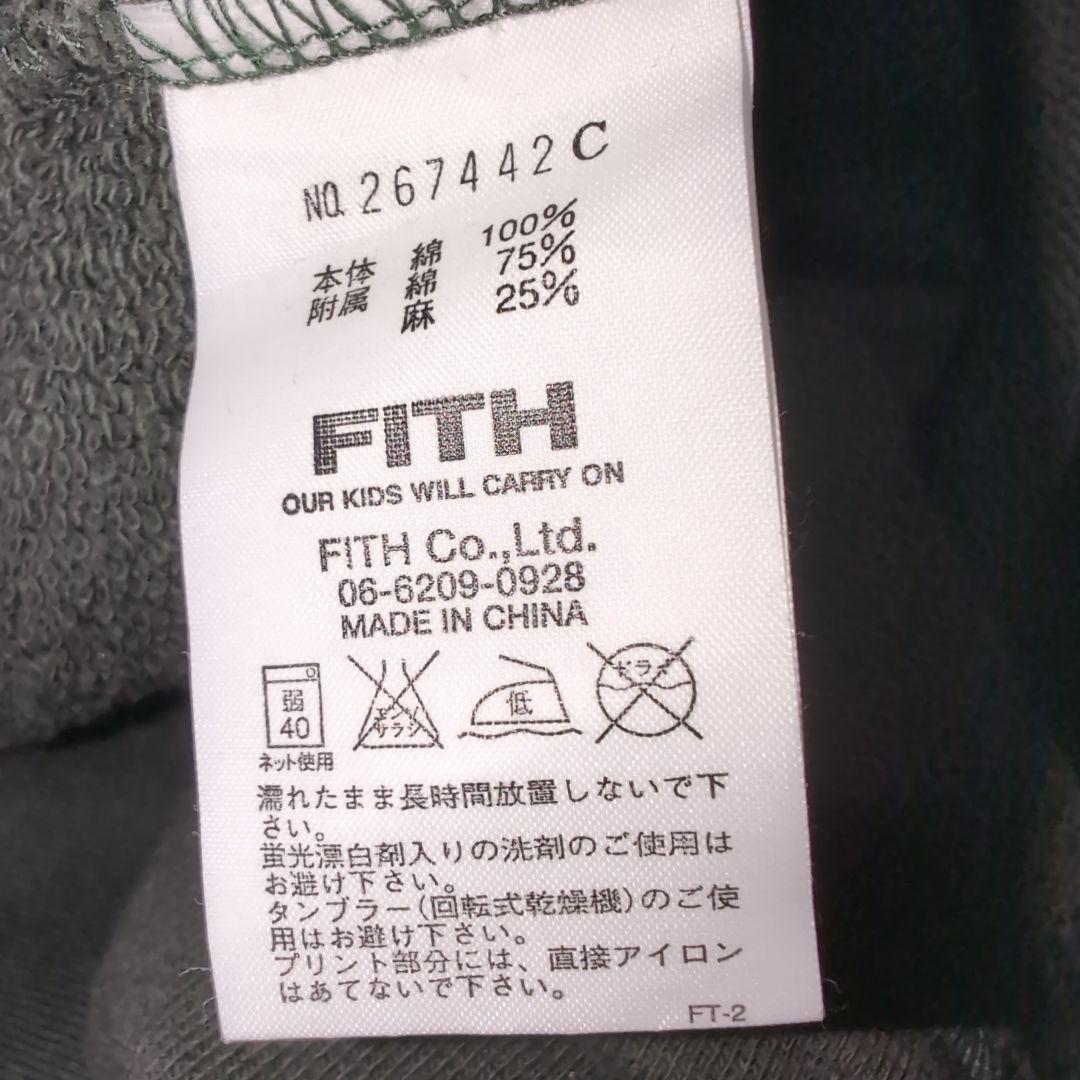 NO. 267442 C
本体 綿 100%
附属 綿 75%
麻 25%
FITH
OUR KIDS WILL CARRY ON
FITH Co.,Ltd.
06-6209-0928
MADE IN CHINA
弱 エンソ 低 ドライ
40 サラシ
ネット使用
濡れたまま長時間放置しないで下
さい。
蛍光漂白剤入りの洗剤のご使用は
お避け下さい。
タンブラー(回転式乾燥機)のご使
用はお避け下さい。
プリント部分には、直接アイロン
はあてないで下さい。
FT-2